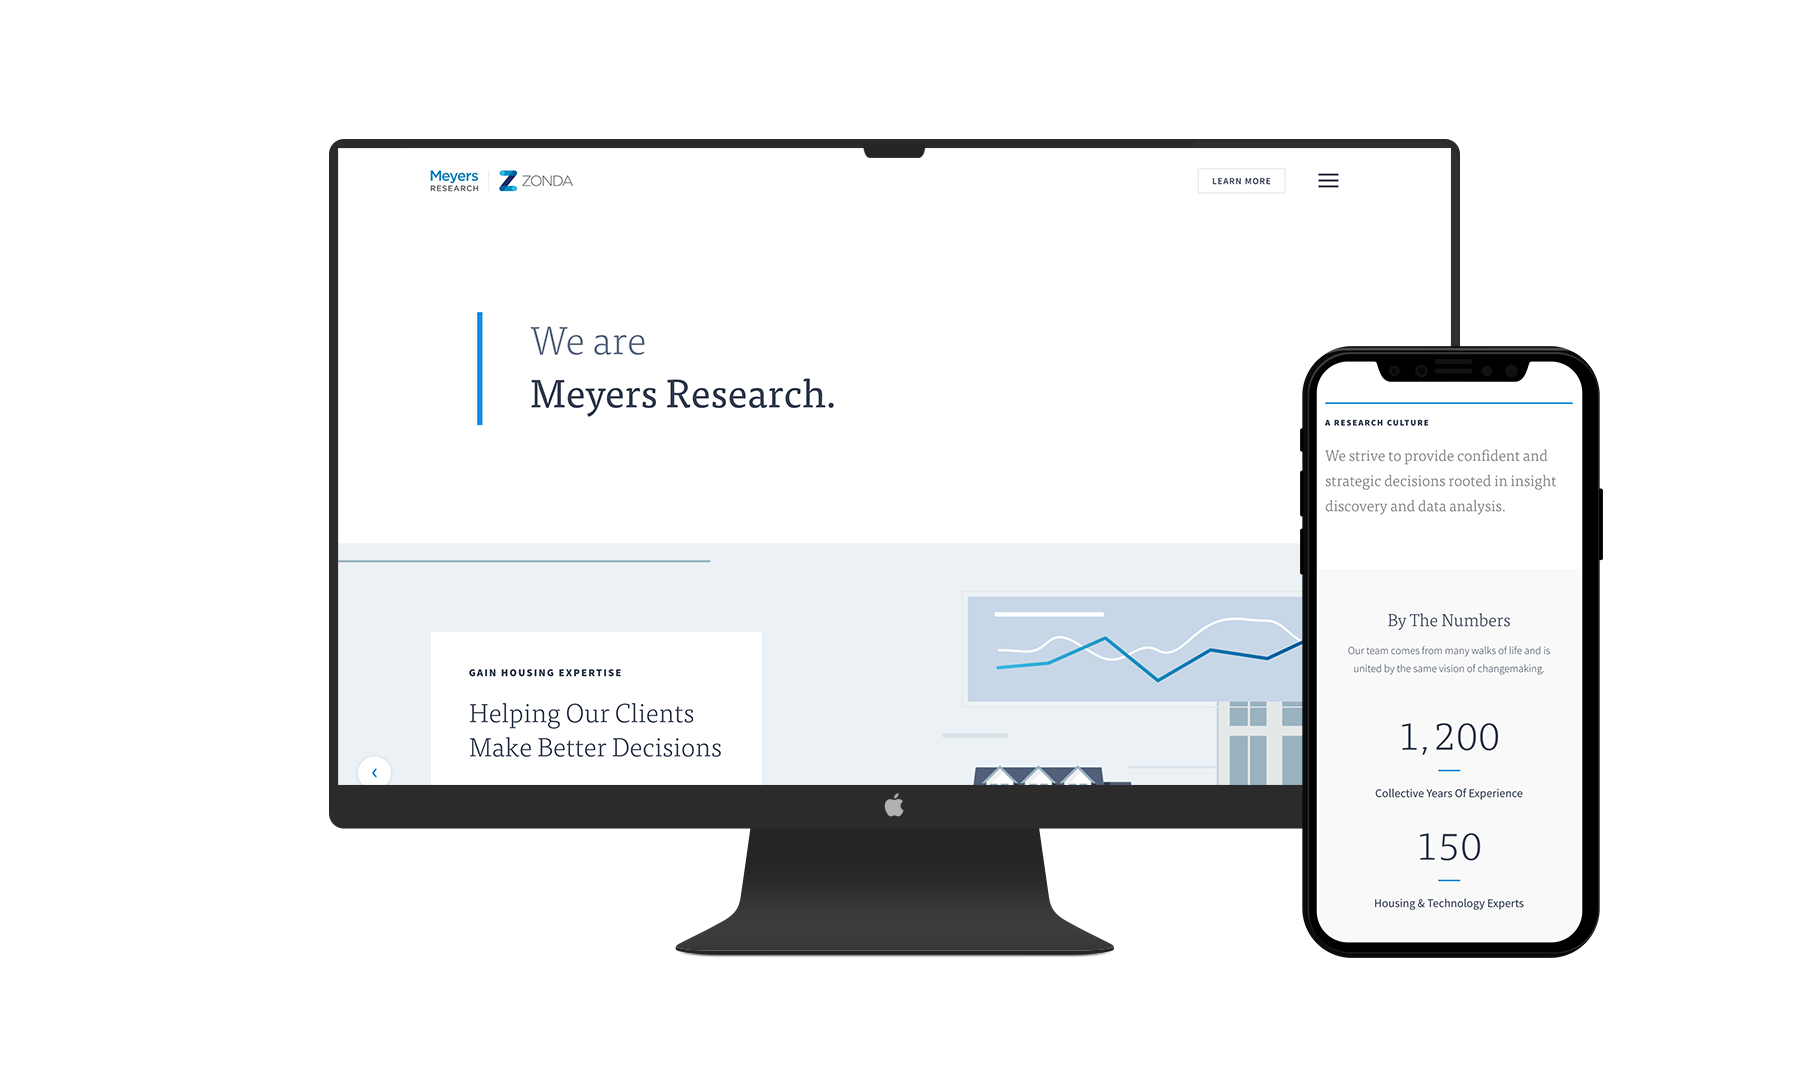 Meyers
RESEARCH
ZONDA
LEARN MORE
We are
Meyers Research.
GAIN HOUSING EXPERTISE
Helping Our Clients
Make Better Decisions
A RESEARCH CULTURE
We strive to provide confident and
strategic decisions rooted in insight
discovery and data analysis.
By The Numbers
Our team comes from many walks of life and is
united by the same vision of changemaking.
1,200
Collective Years Of Experience
150
Housing & Technology Experts